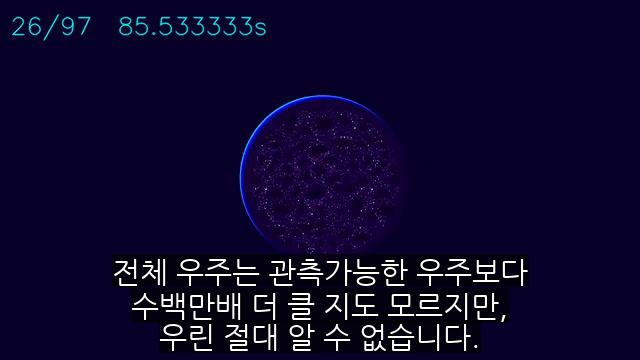 26/97 85.533333s
전체 우주는 관측가능한 우주보다
수백만배 더 클 지도 모르지만,
우린 절대 알 수 없습니다.